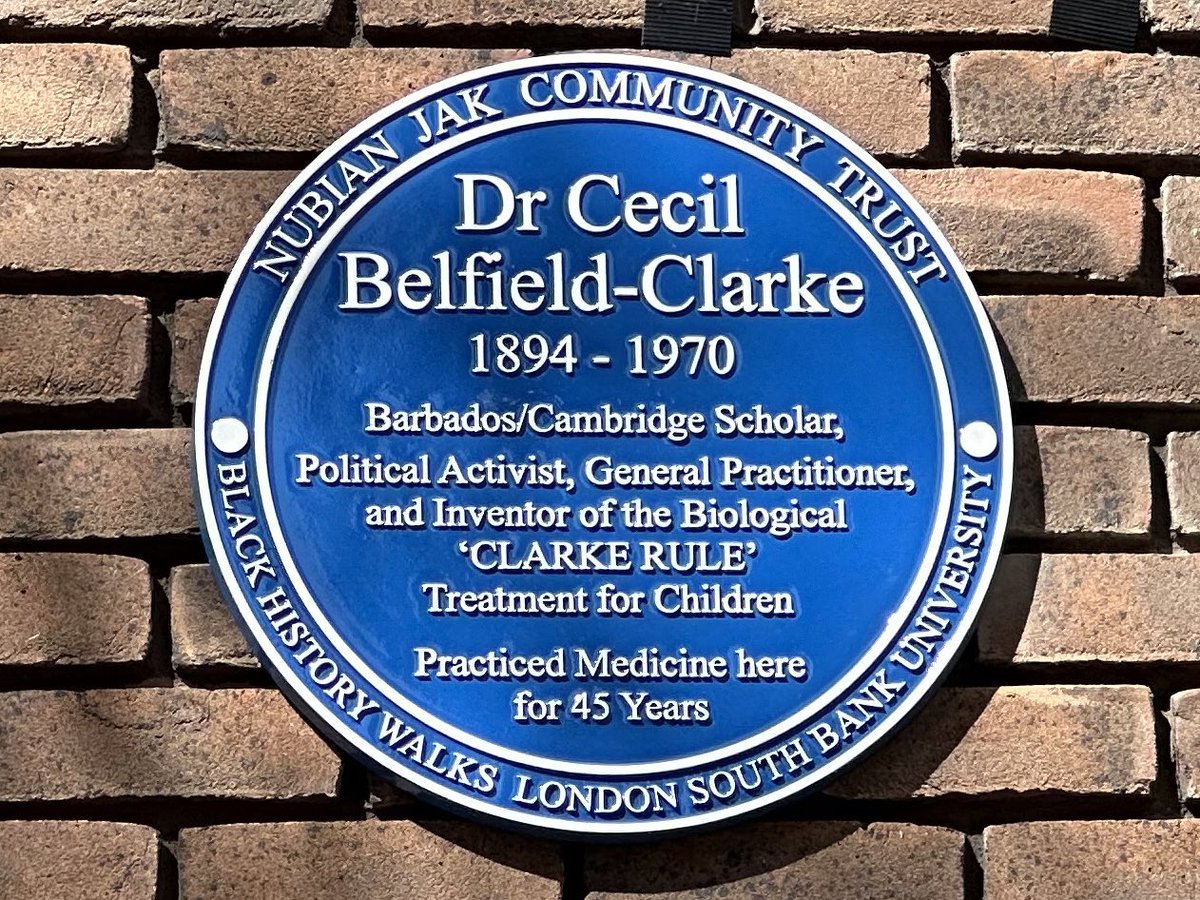 NUBIAN JAK COMMUNITY TRUST
Dr Cecil
Belfield-Clarke
1894 - 1970
Barbados/Cambridge Scholar,
Political Activist, General Practitioner,
and Inventor of the Biological
‘CLARKE RULE’
Treatment for Children
Practiced Medicine here
for 45 Years
BLACK HISTORY WALKS LONDON SOUTH BANK UNIVERSITY